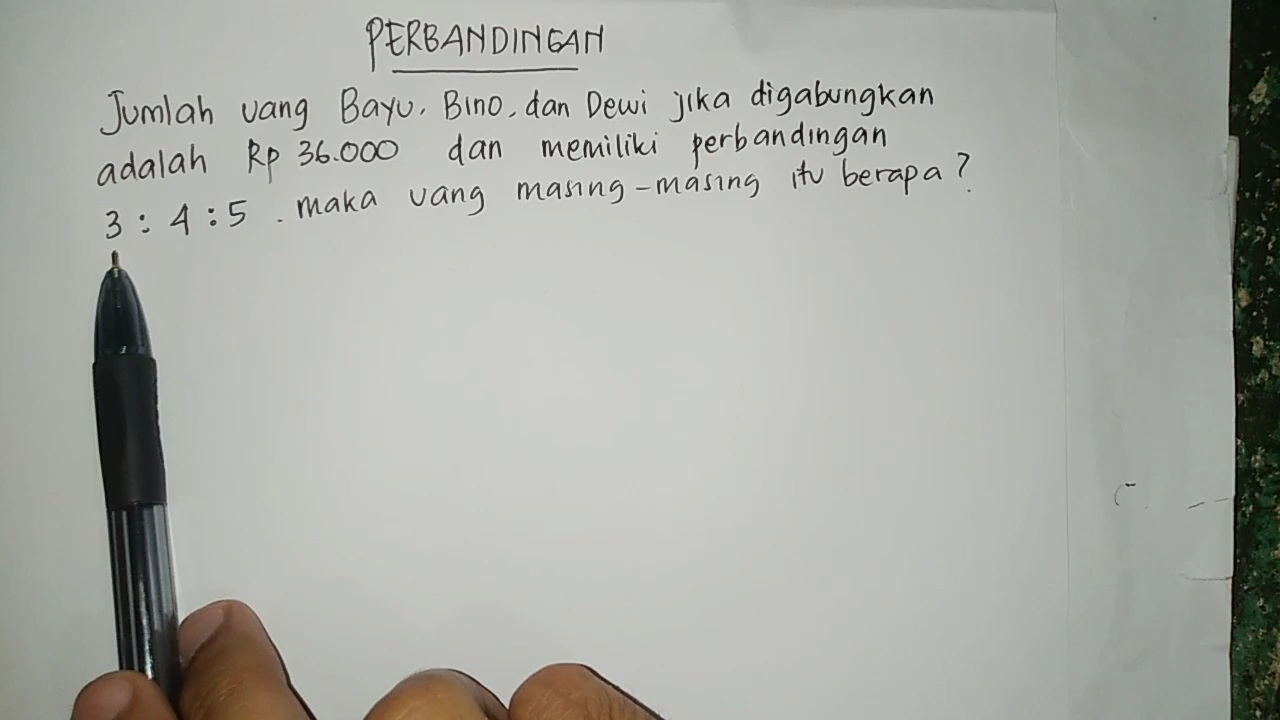 PERBANDINGAN
Jumlah uang Bayu, Bino, dan Dewi jika digabungkan
adalah Rp 36.000 dan memiliki perbandingan
3 : 4 : 5 . maka uang masing-masing itu berapa ?